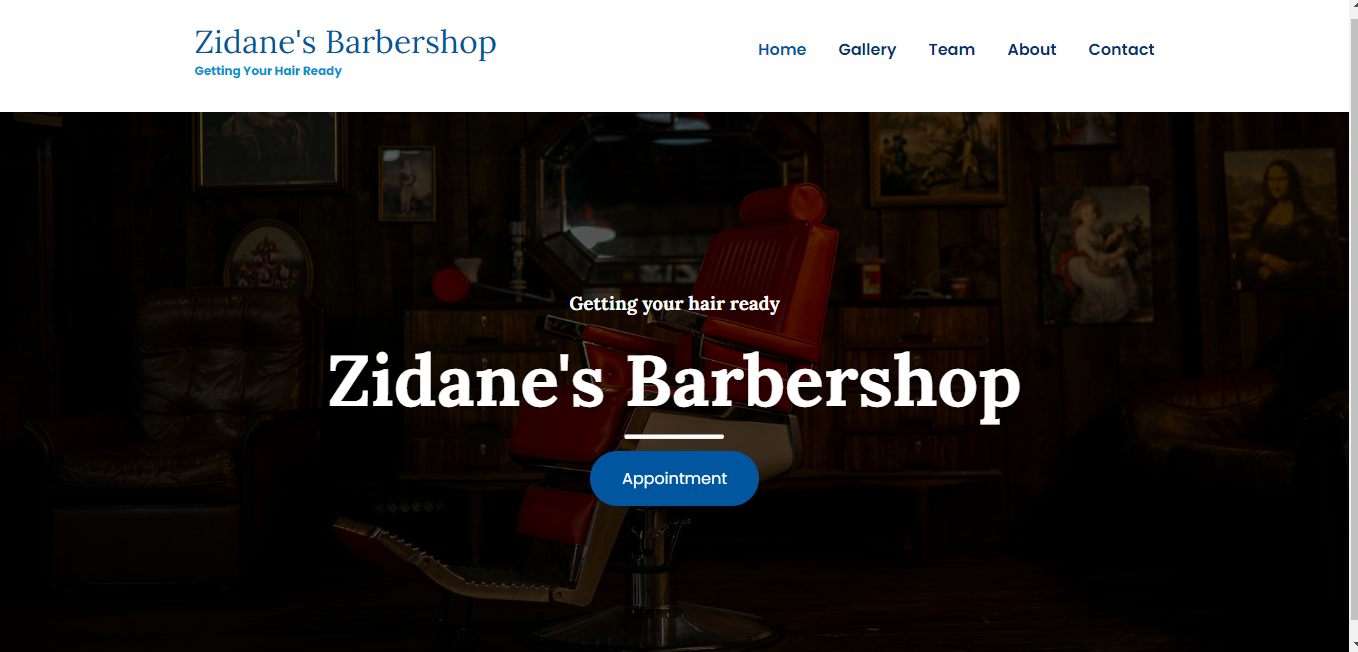 Zidane's Barbershop
Getting Your Hair Ready
Home Gallery Team About Contact
Getting your hair ready
Zidane's Barbershop
Appointment